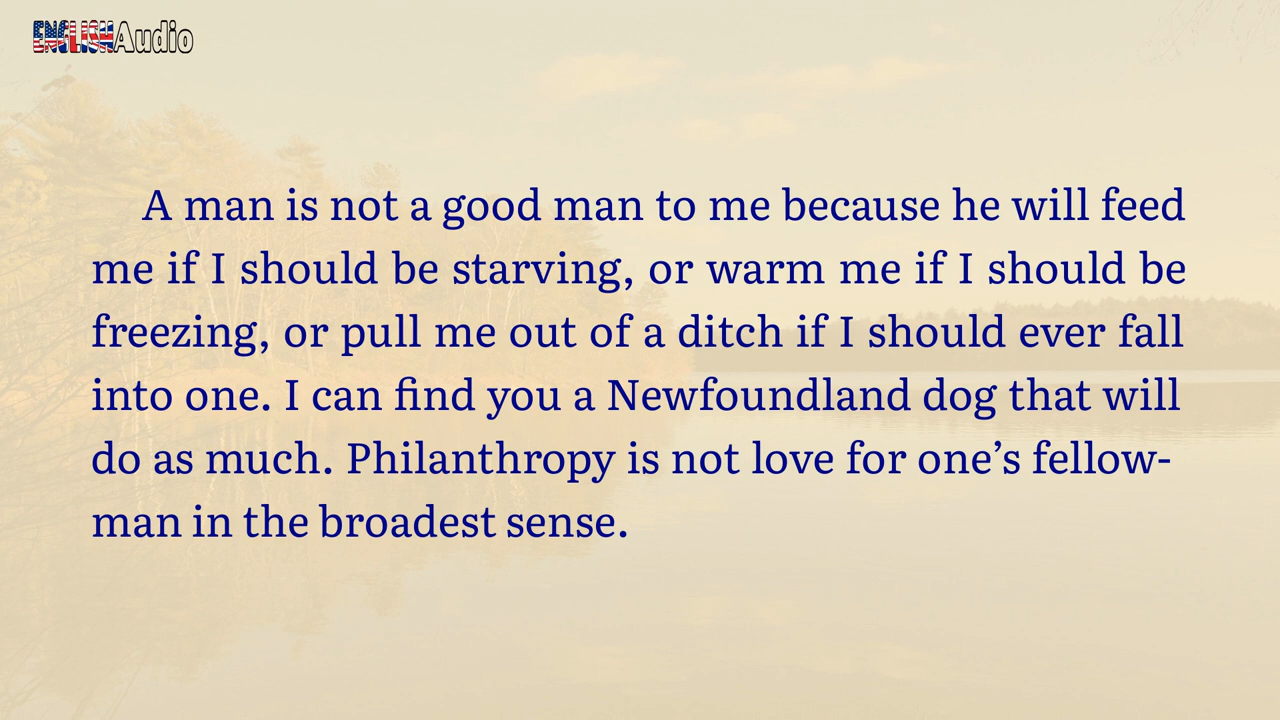 ENGLISHAudio
A man is not a good man to me because he will feed
me if I should be starving, or warm me if I should be
freezing, or pull me out of a ditch if I should ever fall
into one. I can find you a Newfoundland dog that will
do as much. Philanthropy is not love for one’s fellow-
man in the broadest sense.